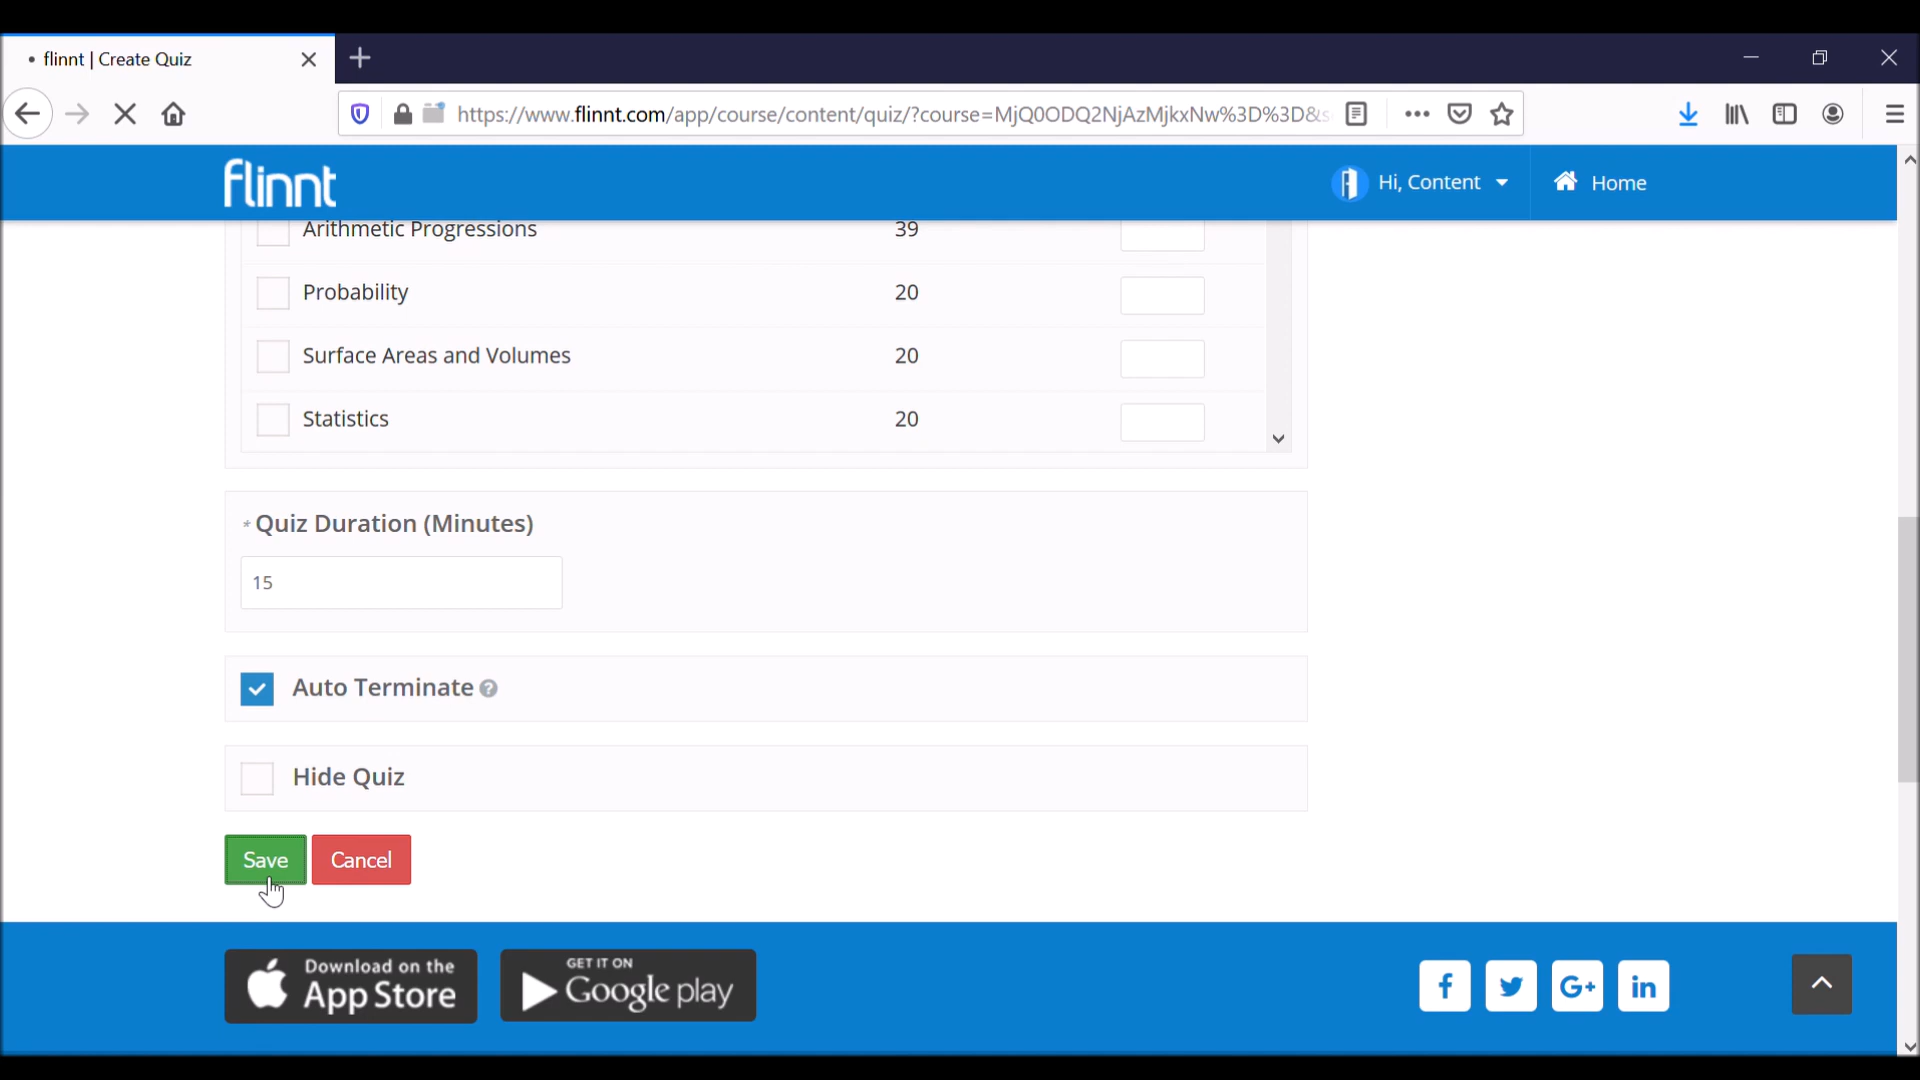 flinnt | Create Quiz
https://www.flinnt.com/app/course/content/quiz/?course=MjQ0ODQ2NjAzMjkxNw%3D%3D&s
flinnt
Hi, Content
Home
Arithmetic Progressions 39
Probability 20
Surface Areas and Volumes 20
Statistics 20
* Quiz Duration (Minutes)
15
Auto Terminate ?
Hide Quiz
Save Cancel
Download on the
App Store
GET IT ON
Google play
f
G+
in